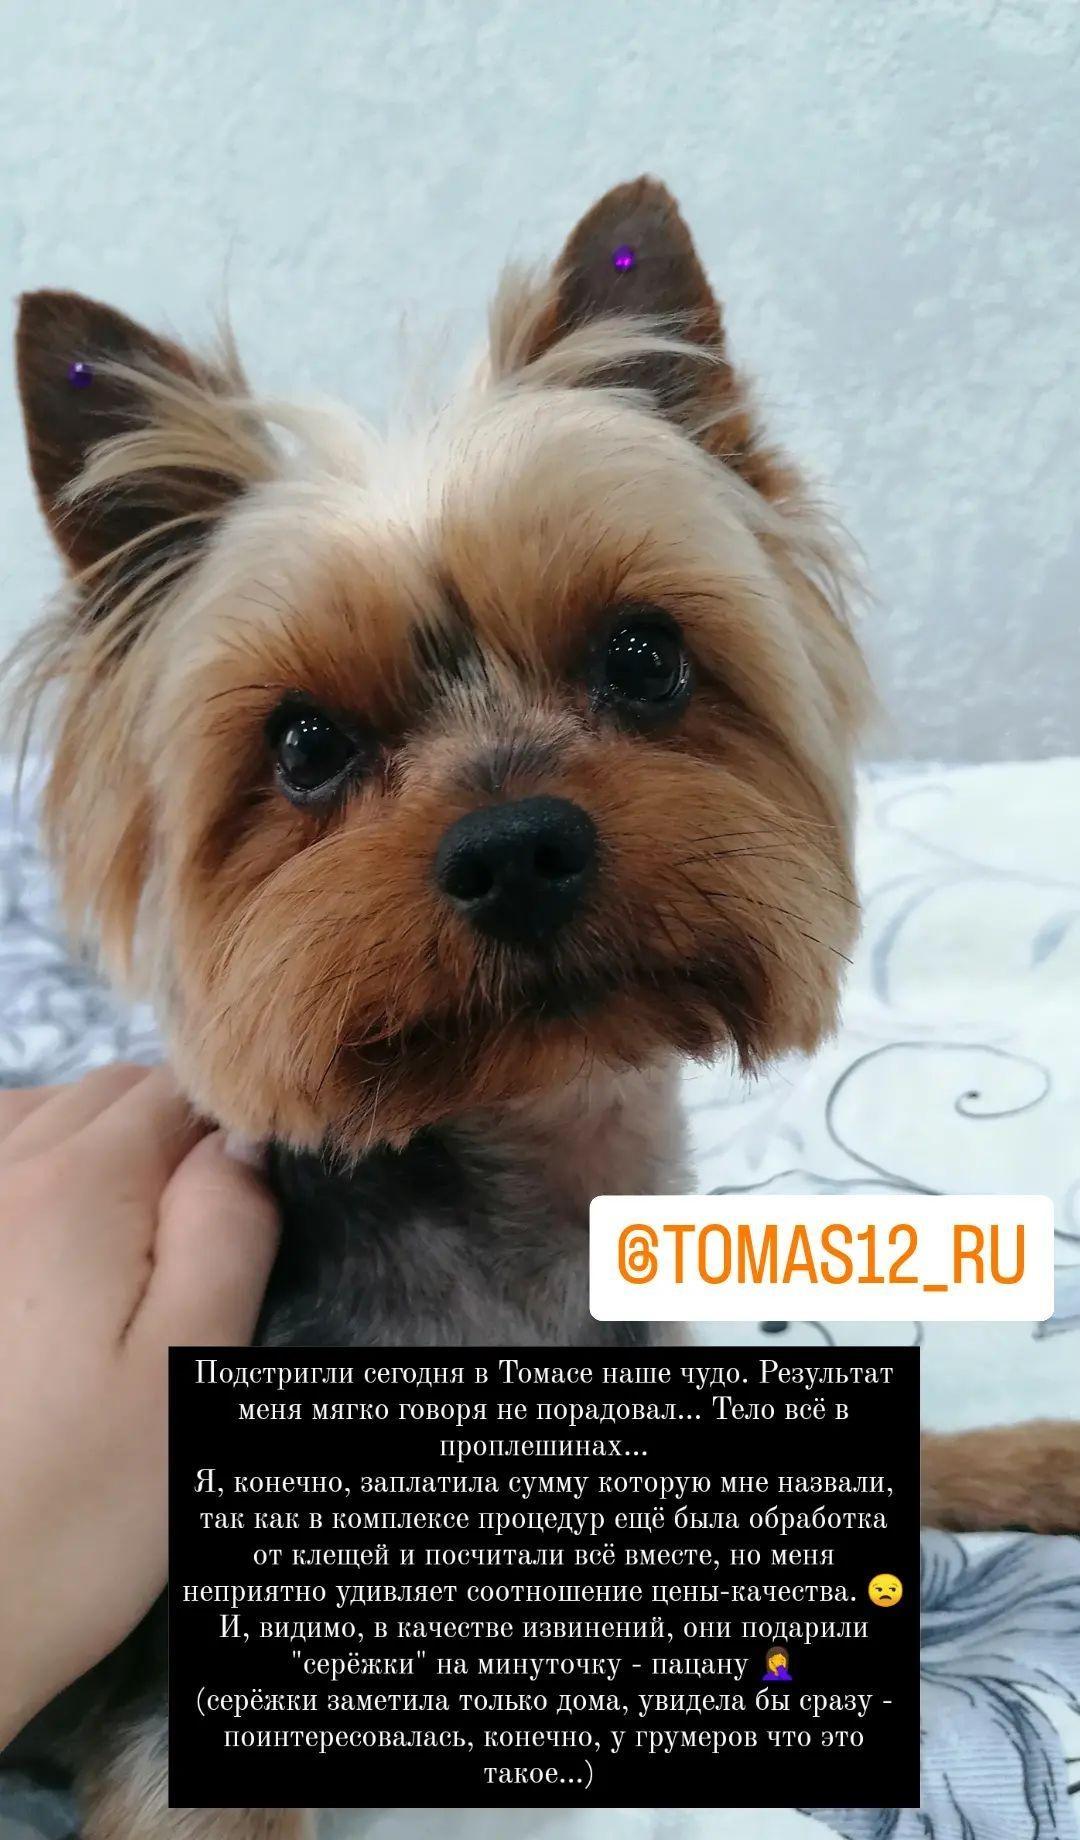 @TOMAS12_RU
Подстригли сегодня в Томасе наше чудо. Результат
меня мягко говоря не порадовал... Тело всё в
проплешинах...
Я, конечно, заплатила сумму которую мне назвали,
так как в комплексе процедур ещё была обработка
от клещей и посчитали всё вместе, но меня
неприятно удивляет соотношение цены-качества. 😒
И, видимо, в качестве извинений, они подарили
"серёжки" на минуточку - пацану 🤦‍♀️
(серёжки заметила только дома, увидела бы сразу -
поинтересовалась, конечно, у грумеров что это
такое...)